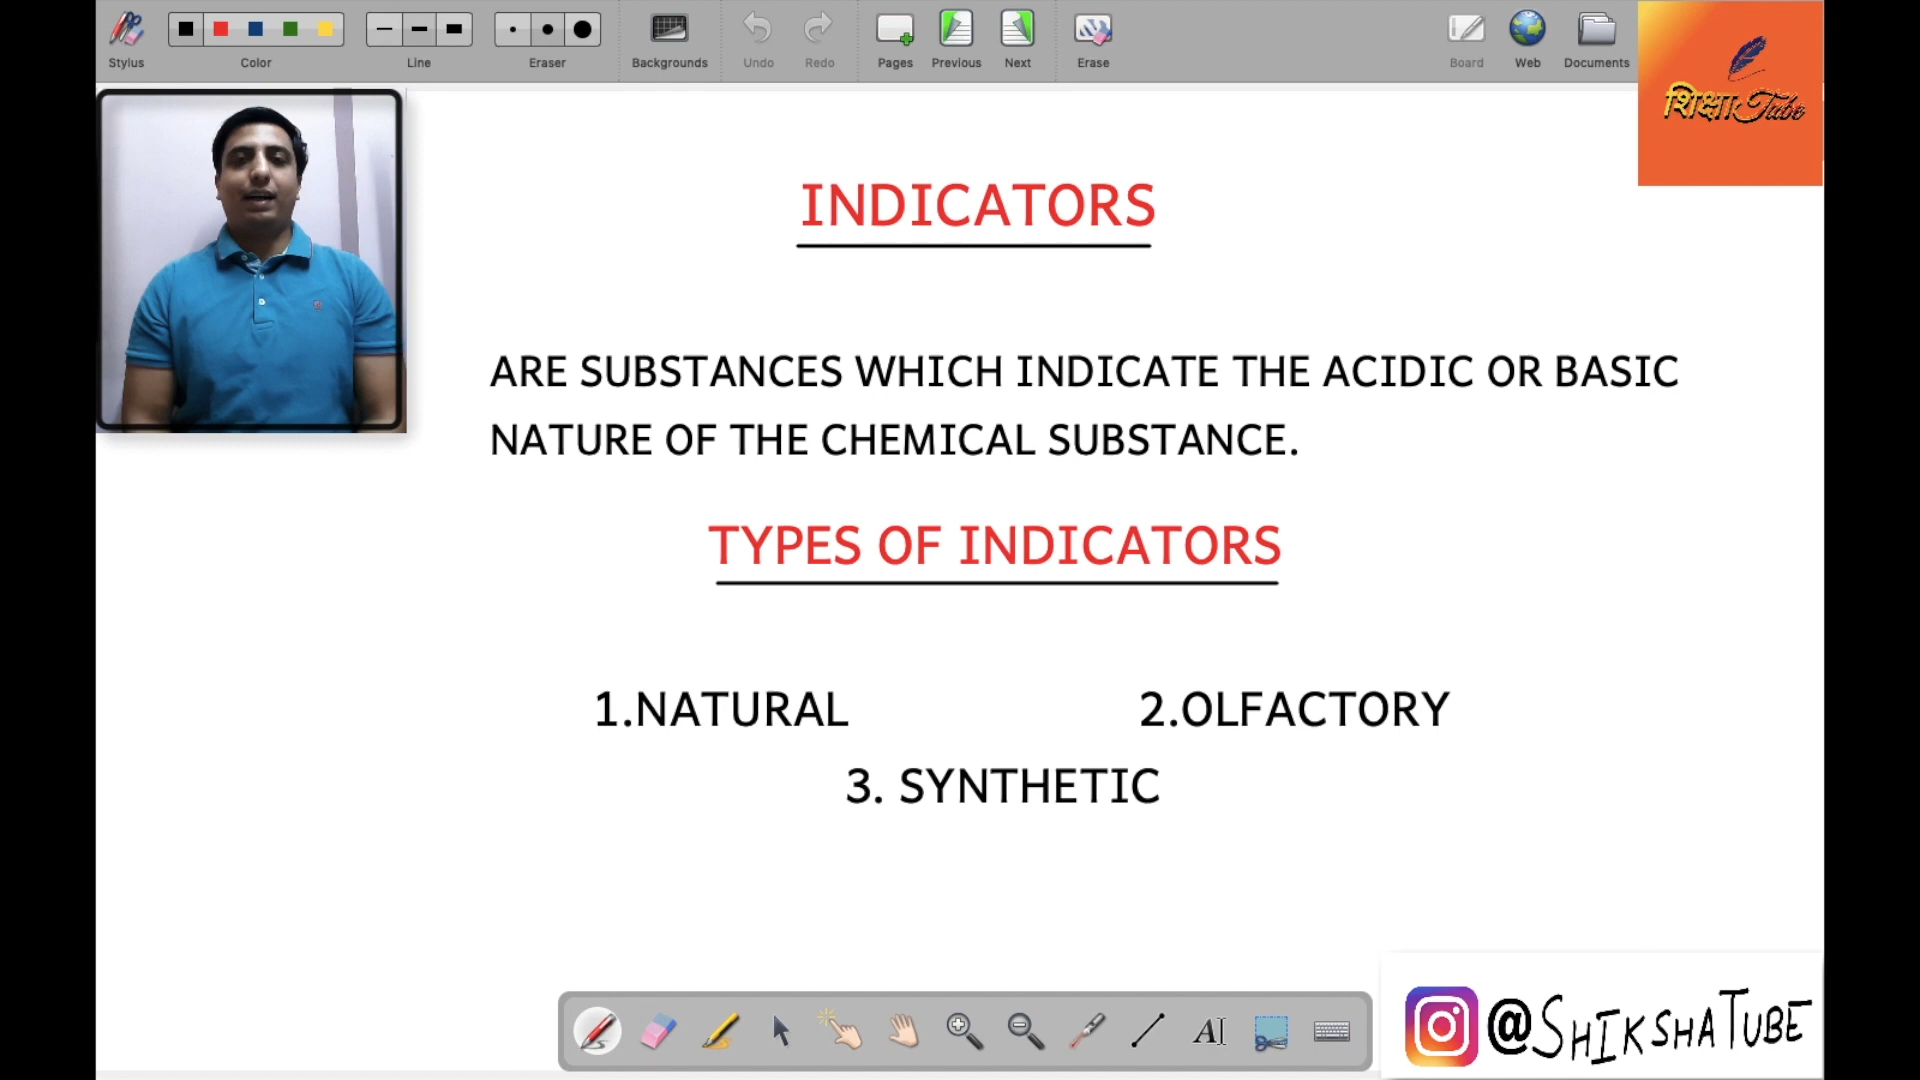 Stylus
Color
Line
Eraser
Backgrounds
Undo
Redo
Pages
Previous
Next
Erase
Board
Web
Documents
शिक्षा Tube
INDICATORS
ARE SUBSTANCES WHICH INDICATE THE ACIDIC OR BASIC
NATURE OF THE CHEMICAL SUBSTANCE.
TYPES OF INDICATORS
1.NATURAL 2.OLFACTORY
3. SYNTHETIC
AI
@SHIKSHATUBE